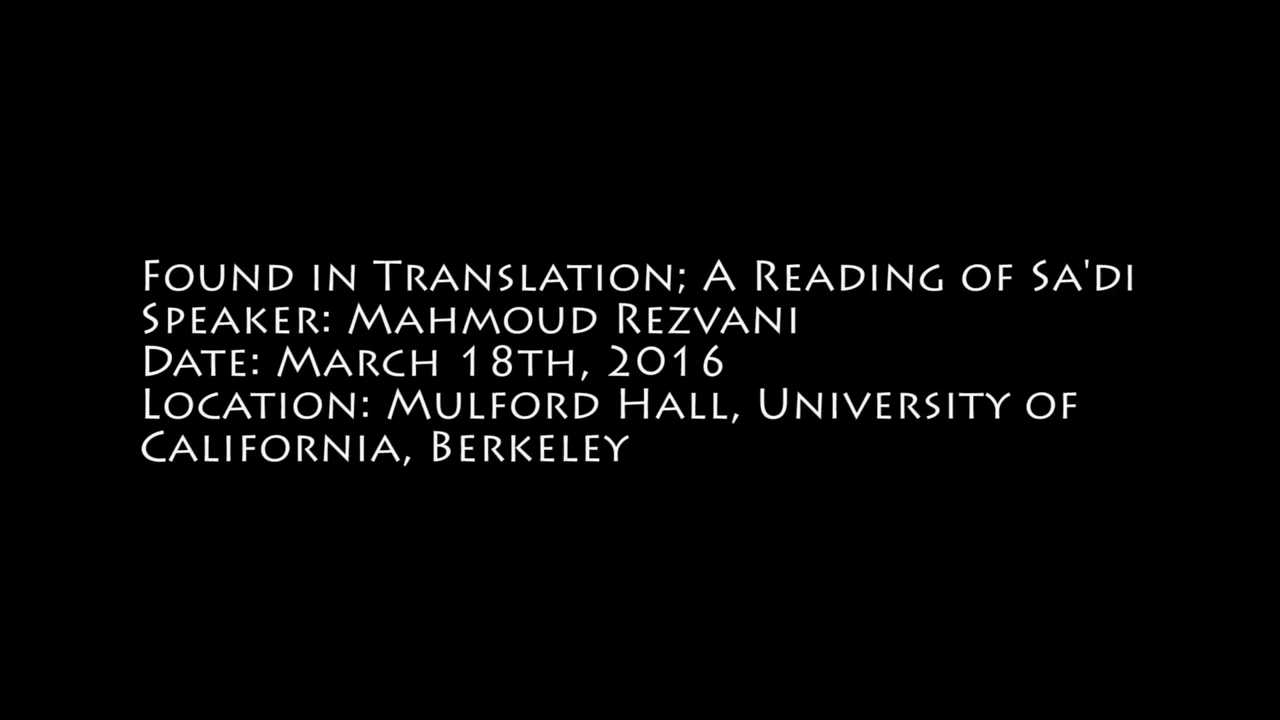 Found in Translation; A Reading of Sa'di
Speaker: Mahmoud Rezvani
Date: March 18th, 2016
Location: Mulford Hall, University of
California, Berkeley